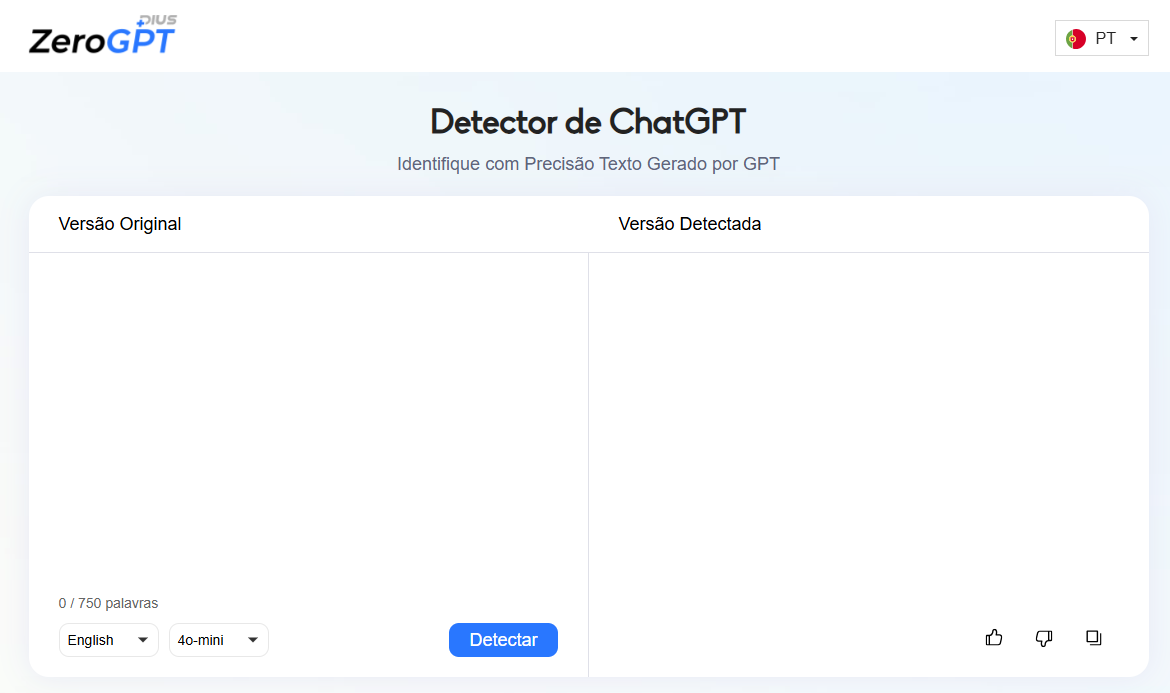 ZeroGPT
PLUS
PT
Detector de ChatGPT
Identifique com Precisão Texto Gerado por GPT
Versão Original
Versão Detectada
0 / 750 palavras
English
4o-mini
Detectar